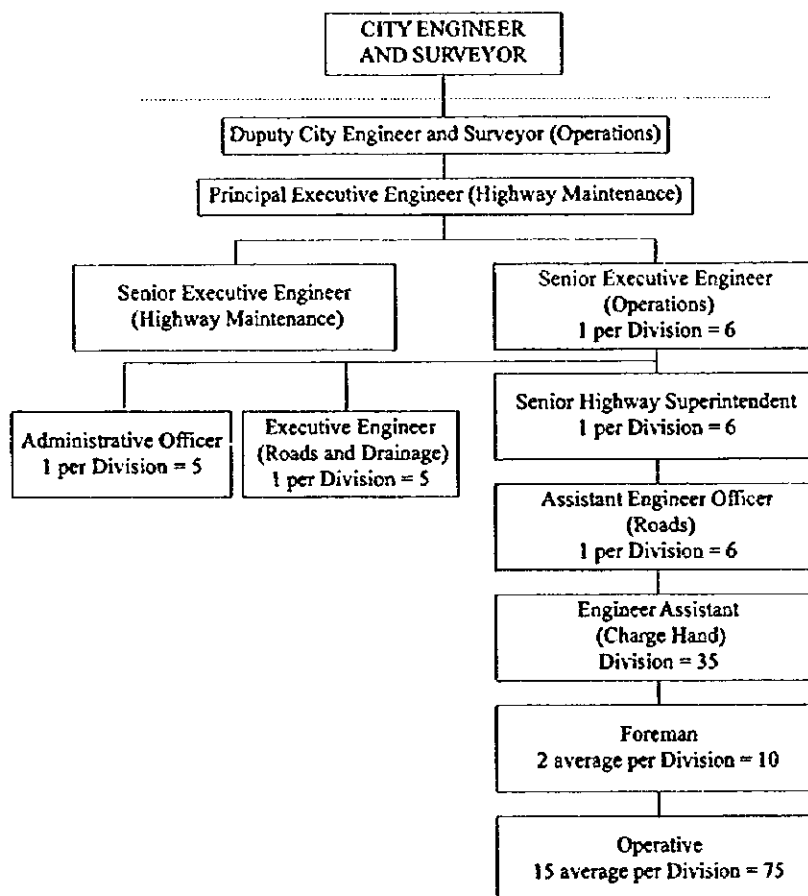 CITY ENGINEER
AND SURVEYOR
Duputy City Engineer and Surveyor (Operations)
Principal Executive Engineer (Highway Maintenance)
Senior Executive Engineer
(Highway Maintenance)
Senior Executive Engineer
(Operations)
1 per Division = 6
Administrative Officer
1 per Division = 5
Executive Engineer
(Roads and Drainage)
1 per Division = 5
Senior Highway Superintendent
1 per Division = 6
Assistant Engineer Officer
(Roads)
1 per Division = 6
Engineer Assistant
(Charge Hand)
Division = 35
Foreman
2 average per Division = 10
Operative
15 average per Division = 75